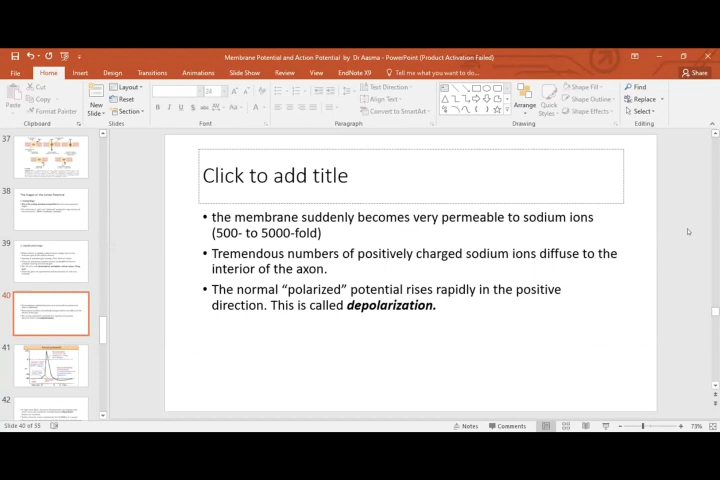 Membrane Potential and Action Potential by Dr Aasma - PowerPoint (Product Activation Failed)
File Home Insert Design Transitions Animations Slide Show Review View EndNote X9 Tell me what you want to do... Share
Paste
Cut
Copy
Format Painter
Clipboard
New Slide
Layout
Reset
Section
Slides
24
B I U S abc AV Aa A
Font
Text Direction
Align Text
Convert to SmartArt
Paragraph
Arrange
Quick Styles
Shape Fill
Shape Outline
Shape Effects
Drawing
Find
Replace
Select
Editing
37
38
39
40
41
42
Click to add title
• the membrane suddenly becomes very permeable to sodium ions
(500- to 5000-fold)
• Tremendous numbers of positively charged sodium ions diffuse to the
interior of the axon.
• The normal “polarized” potential rises rapidly in the positive
direction. This is called depolarization.
Slide 40 of 55
Notes Comments 73%